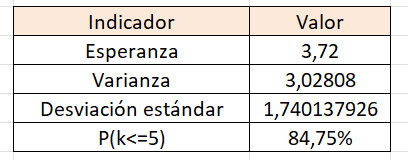 Indicador Valor
Esperanza 3,72
Varianza 3,02808
Desviación estándar 1,740137926
P(k<=5) 84,75%